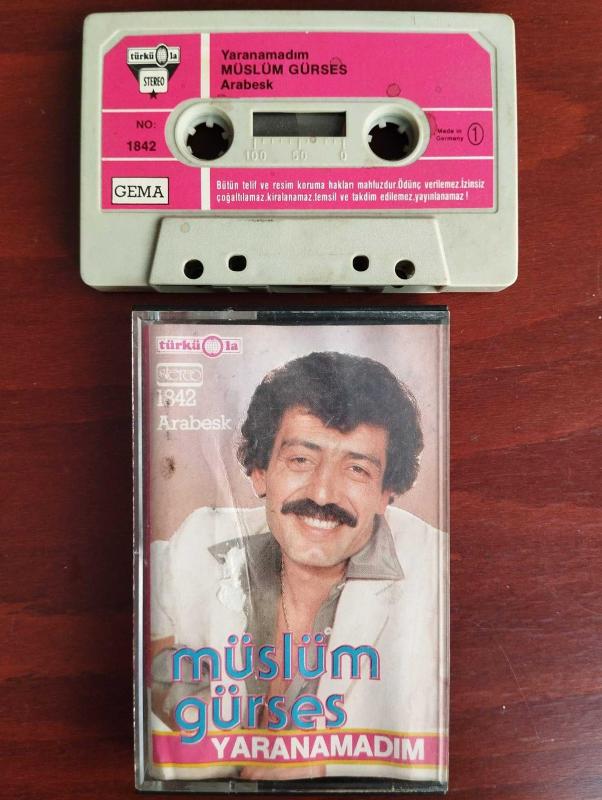 türkü la
STEREO
Yaranamadım
MÜSLÜM GÜRSES
Arabesk
NO:
1842
100 50 0
Made in
Germany
1
GEMA
Bütün telif ve resim koruma hakları mahfuzdur.Ödünç verilemez.İzinsiz
çoğaltılamaz,kiralanamaz,temsil ve takdim edilemez,yayınlanamaz!
türkü la
stereo
1842
Arabesk
müslüm
gürses
YARANAMADIM